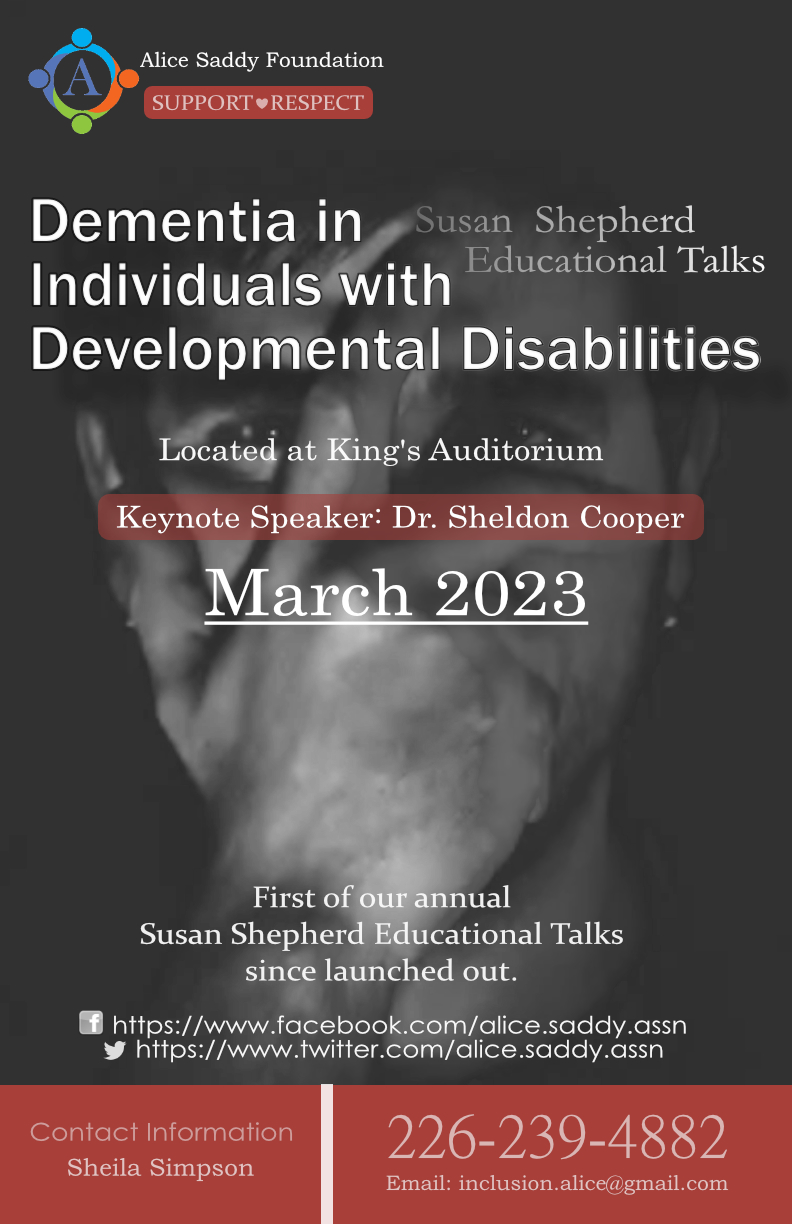 A
Alice Saddy Foundation
SUPPORT♥RESPECT
Dementia in
Individuals with
Developmental Disabilities
Susan Shepherd
Educational Talks
Located at King's Auditorium
Keynote Speaker: Dr. Sheldon Cooper
March 2023
First of our annual
Susan Shepherd Educational Talks
since launched out.
f https://www.facebook.com/alice.saddy.assn
https://www.twitter.com/alice.saddy.assn
Contact Information
Sheila Simpson
226-239-4882
Email: inclusion.alice@gmail.com